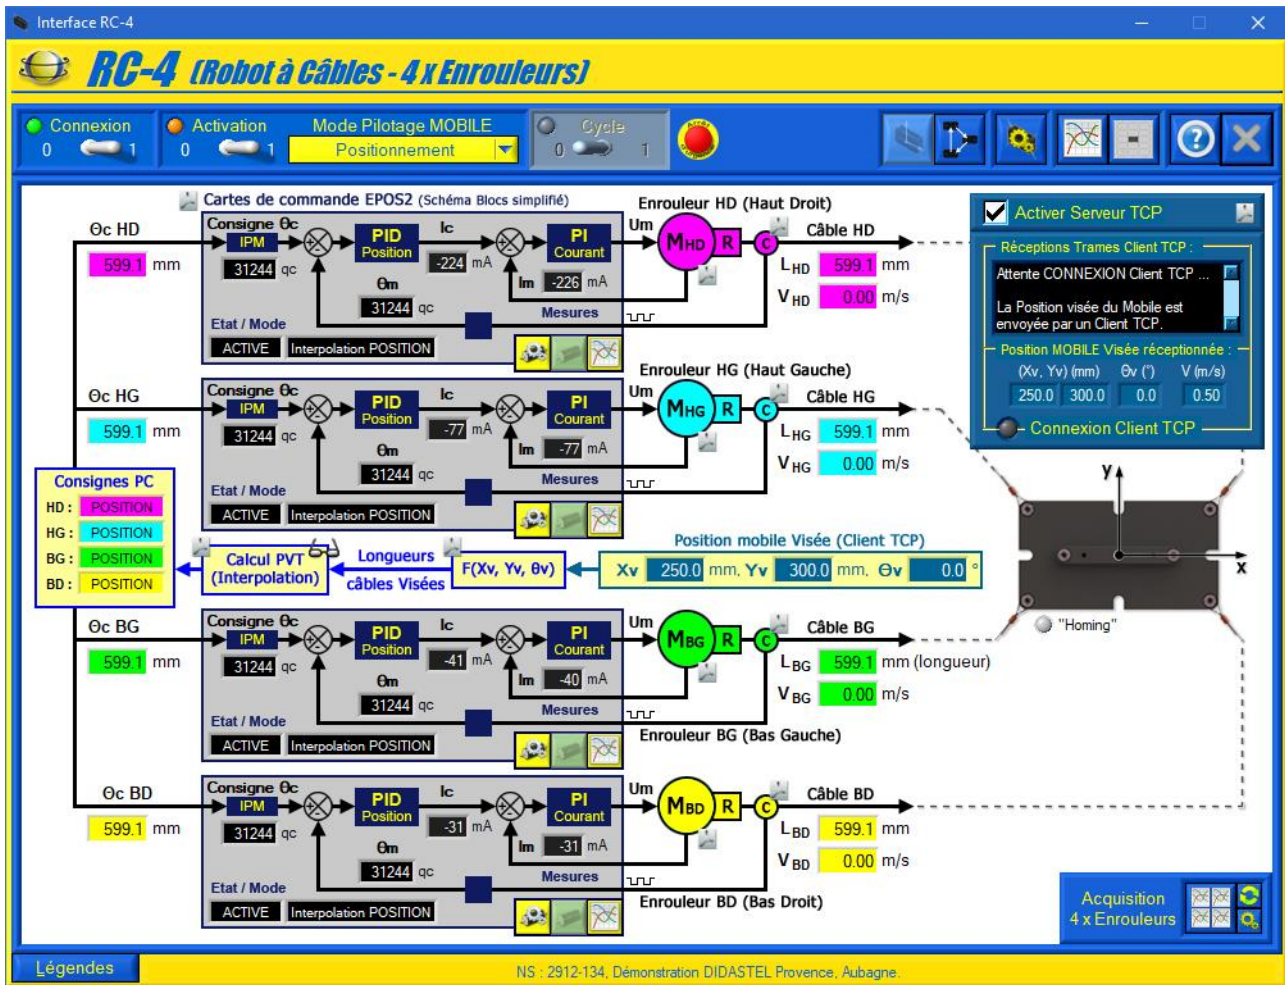 Interface RC-4
RC-4 (Robot à Câbles - 4 x Enrouleurs)
Connexion
0 1
Activation
0 1
Mode Pilotage MOBILE
Positionnement
Cycle
0 1
Cartes de commande EPOS2 (Schéma Blocs simplifié)
Enrouleur HD (Haut Droit)
Θc HD
599.1 mm
Consigne Θc
IPM
31244 qc
PID
Position
Ic
-224 mA
PI
Courant
Um
MHD R C
Câble HD
LHD 599.1 mm
VHD 0.00 m/s
Θm
31244 qc
Im -226 mA
Mesures
Etat / Mode
ACTIVE Interpolation POSITION
Activer Serveur TCP
Réceptions Trames Client TCP :
Attente CONNEXION Client TCP ...
La Position visée du Mobile est
envoyée par un Client TCP.
Position MOBILE Visée réceptionnée :
(Xv, Yv) (mm) Θv (°) V (m/s)
250.0 300.0 0.0 0.50
Connexion Client TCP
Enrouleur HG (Haut Gauche)
Θc HG
599.1 mm
Consigne Θc
IPM
31244 qc
PID
Position
Ic
-77 mA
PI
Courant
Um
MHG R C
Câble HG
LHG 599.1 mm
VHG 0.00 m/s
Θm
31244 qc
Im -77 mA
Mesures
Etat / Mode
ACTIVE Interpolation POSITION
Consignes PC
HD : POSITION
HG : POSITION
BG : POSITION
BD : POSITION
Calcul PVT
(Interpolation)
Longueurs
câbles Visées
F(Xv, Yv, θv)
Position mobile Visée (Client TCP)
Xv 250.0 mm, Yv 300.0 mm, Θv 0.0 °
y
x
"Homing"
Θc BG
599.1 mm
Consigne Θc
IPM
31244 qc
PID
Position
Ic
-41 mA
PI
Courant
Um
MBG R C
Câble BG
LBG 599.1 mm (longueur)
VBG 0.00 m/s
Θm
31244 qc
Im -40 mA
Mesures
Etat / Mode
ACTIVE Interpolation POSITION
Enrouleur BG (Bas Gauche)
Θc BD
599.1 mm
Consigne Θc
IPM
31244 qc
PID
Position
Ic
-31 mA
PI
Courant
Um
MBD R C
Câble BD
LBD 599.1 mm
VBD 0.00 m/s
Θm
31244 qc
Im -31 mA
Mesures
Etat / Mode
ACTIVE Interpolation POSITION
Enrouleur BD (Bas Droit)
Acquisition
4 x Enrouleurs
Légendes
NS : 2912-134, Démonstration DIDASTEL Provence, Aubagne.